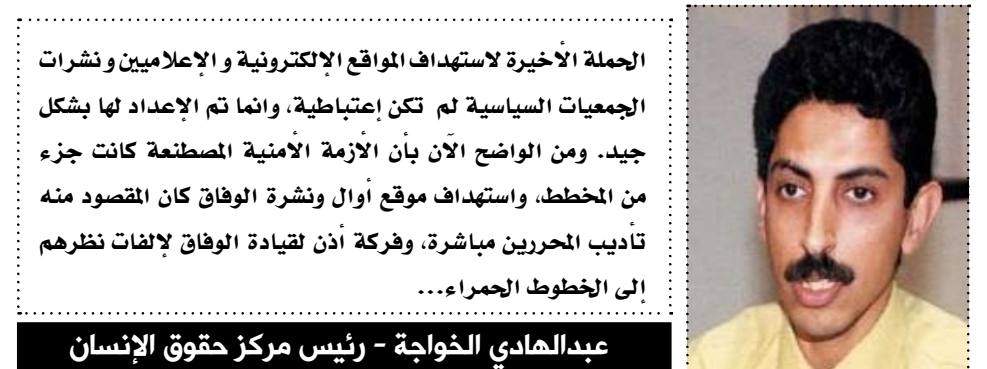 الحملة الأخيرة لاستهداف المواقع الإلكترونية و الإعلاميين و نشرات
الجمعيات السياسية لم تكن إعتباطية، وانما تم الإعداد لها بشكل
جيد. ومن الواضح الآن بأن الأزمة الأمنية المصطنعة كانت جزء
من المخطط، واستهداف موقع أوال ونشرة الوفاق كان المقصود منه
تأديب المحررين مباشرة، وفركة أذن لقيادة الوفاق لإلفات نظرهم
إلى الخطوط الحمراء...
عبدالهادي الخواجة - رئيس مركز حقوق الإنسان